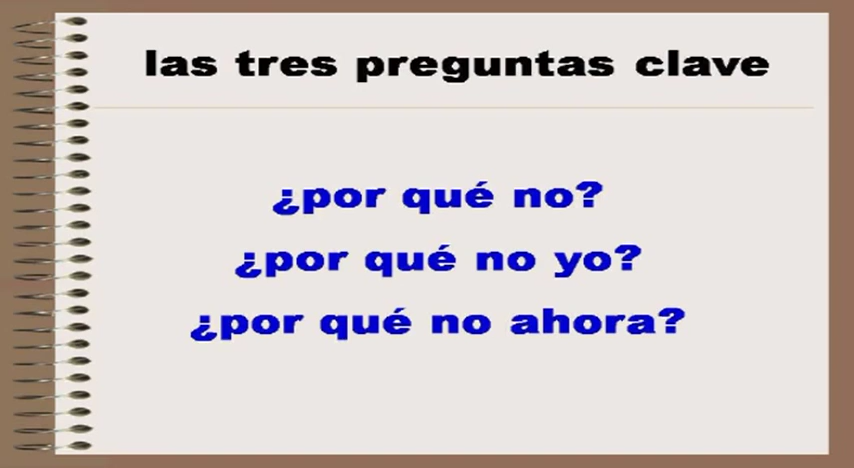 las tres preguntas clave
¿por qué no?
¿por qué no yo?
¿por qué no ahora?